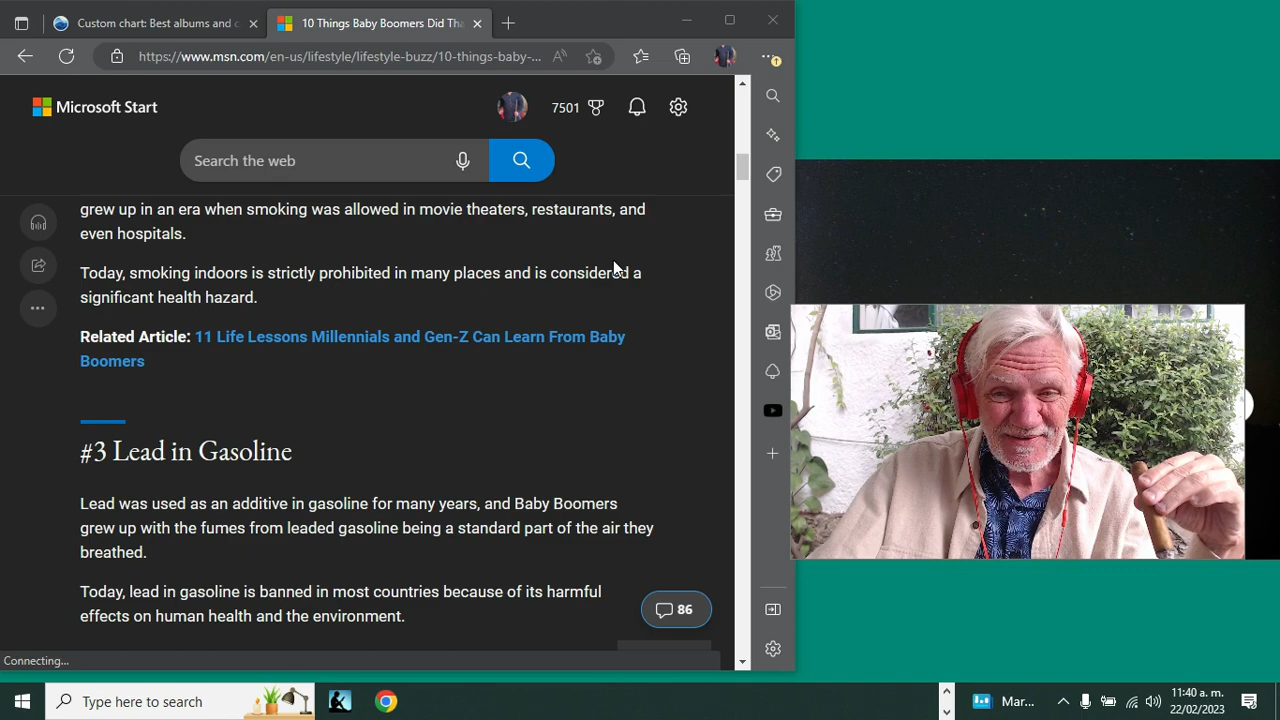 Custom chart: Best albums and c
10 Things Baby Boomers Did Tha
https://www.msn.com/en-us/lifestyle/lifestyle-buzz/10-things-baby-...
Microsoft Start
7501
Search the web
grew up in an era when smoking was allowed in movie theaters, restaurants, and
even hospitals.
Today, smoking indoors is strictly prohibited in many places and is considered a
significant health hazard.
Related Article: 11 Life Lessons Millennials and Gen-Z Can Learn From Baby
Boomers
#3 Lead in Gasoline
Lead was used as an additive in gasoline for many years, and Baby Boomers
grew up with the fumes from leaded gasoline being a standard part of the air they
breathed.
Today, lead in gasoline is banned in most countries because of its harmful
effects on human health and the environment.
86
Connecting...
Type here to search
Mar...
11:40 a. m.
22/02/2023